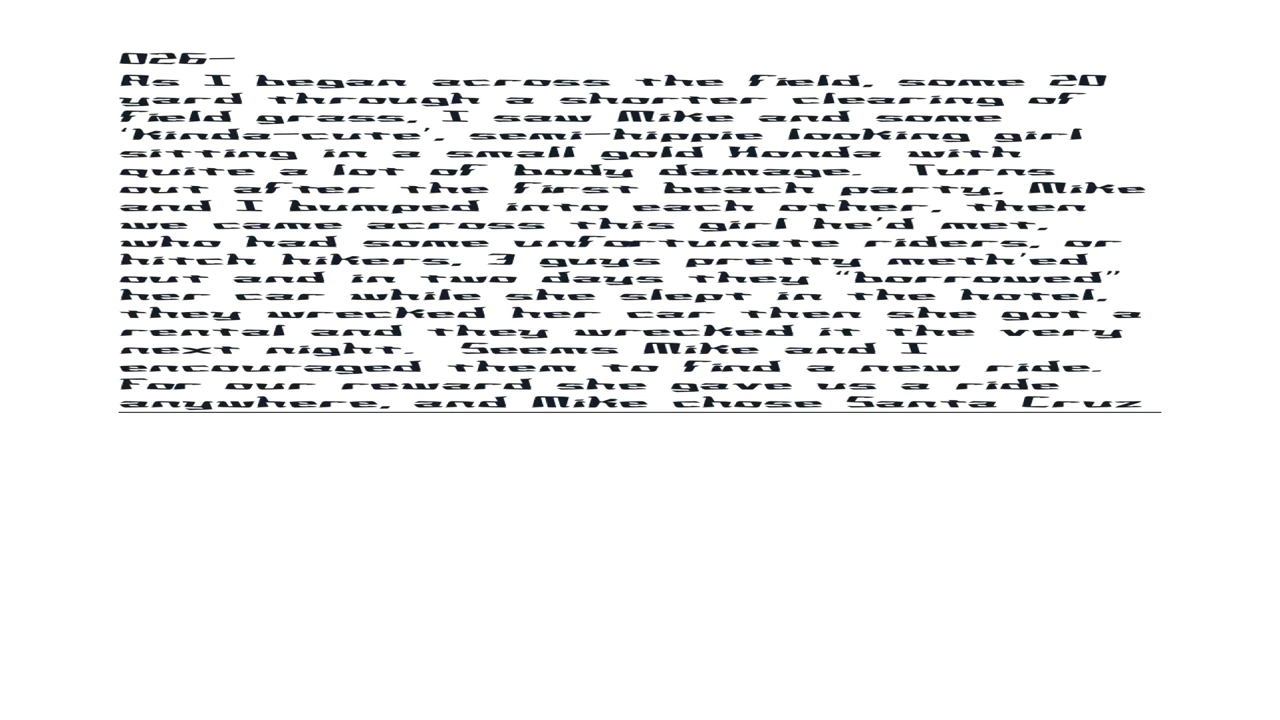 026-
As I began across the field, some 20
yard through a shorter clearing of
field grass, I saw Mike and some
‘kinda-cute’, semi-hippie looking girl
sitting in a small gold Honda with
quite a lot of body damage.  Turns
out after the first beach party, Mike
and I bumped into each other, then
we came across this girl he’d met,
who had some unfortunate riders, or
hitch hikers, 3 guys pretty meth’ed
out and in two days they “borrowed”
her car while she slept in the hotel,
they wrecked her car then she got a
rental and they wrecked it the very
next night.  Seems Mike and I
encouraged them to find a new ride.
For our reward she gave us a ride
anywhere, and Mike chose Santa Cruz